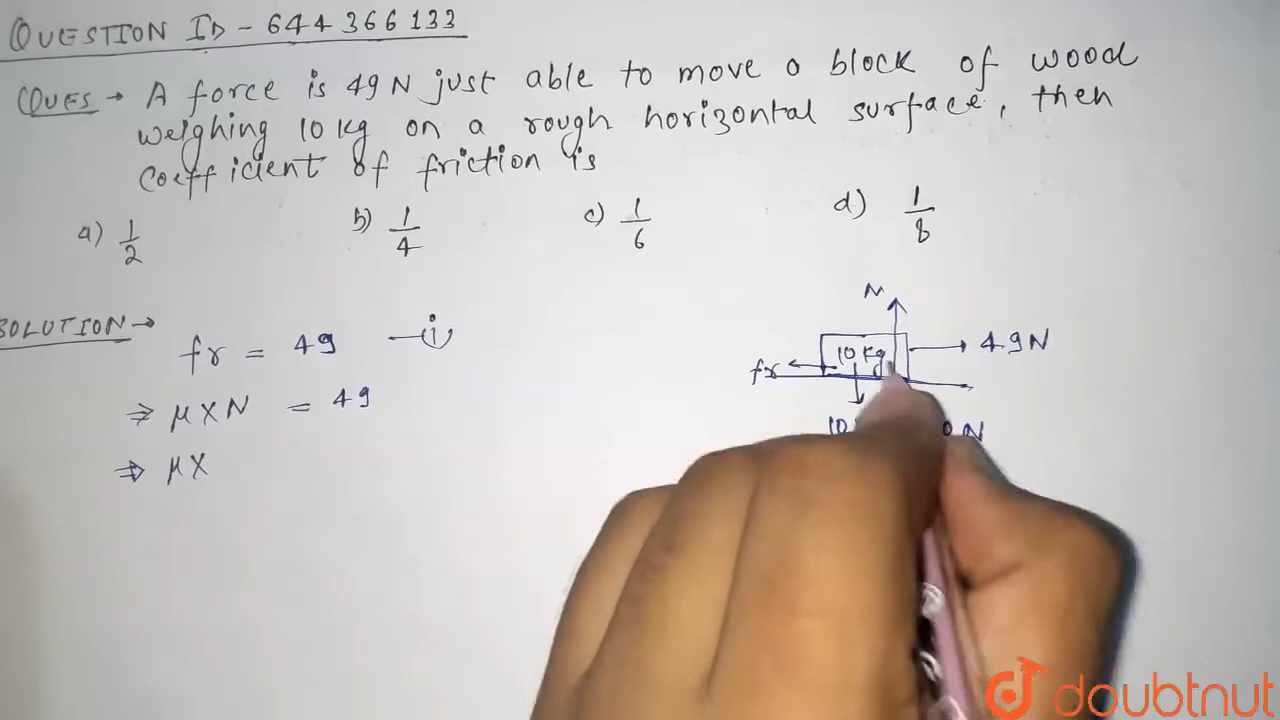 QUESTION ID - 644366133
QUES → A force is 49 N just able to move a block of wood
weighing 10 kg on a rough horizontal surface, then
coefficient of friction is
a) 1/2 b) 1/4 c) 1/6 d) 1/8
SOLUTION →
fr = 49 —(i)
⇒ μ X N = 49
⇒ μ X
N
10 kg
49 N
fr
10
0 N
doubtnut